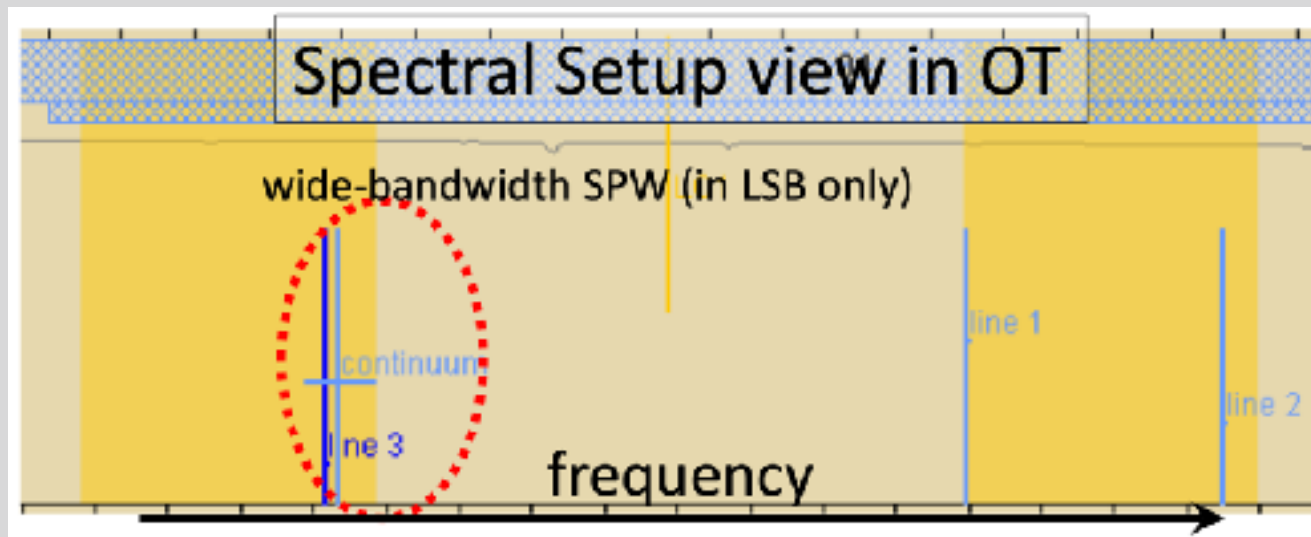 Spectral Setup view in OT
wide-bandwidth SPW (in LSB only)
line 1
continuum
line 2
line 3
frequency